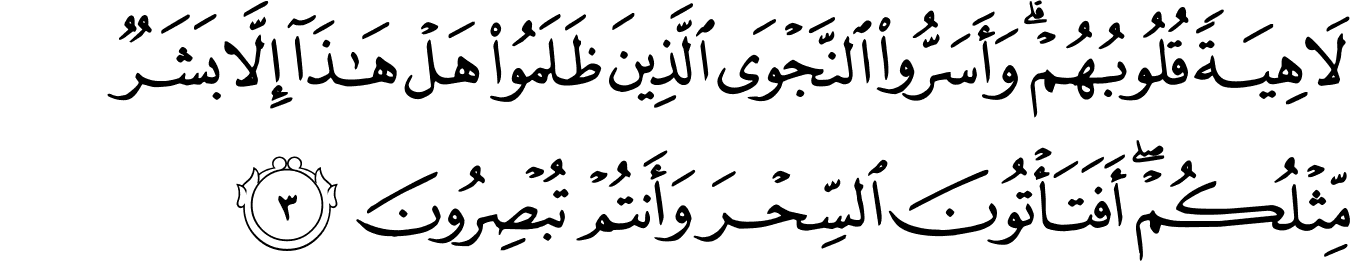 لَاهِيَةً قُلُوبُهُمْ ۗ وَأَسَرُّوا۟ ٱلنَّجْوَى ٱلَّذِينَ ظَلَمُوا۟ هَلْ هَـٰذَآ إِلَّا بَشَرٌ
مِّثْلُكُمْ ۖ أَفَتَأْتُونَ ٱلسِّحْرَ وَأَنتُمْ تُبْصِرُونَ ٣